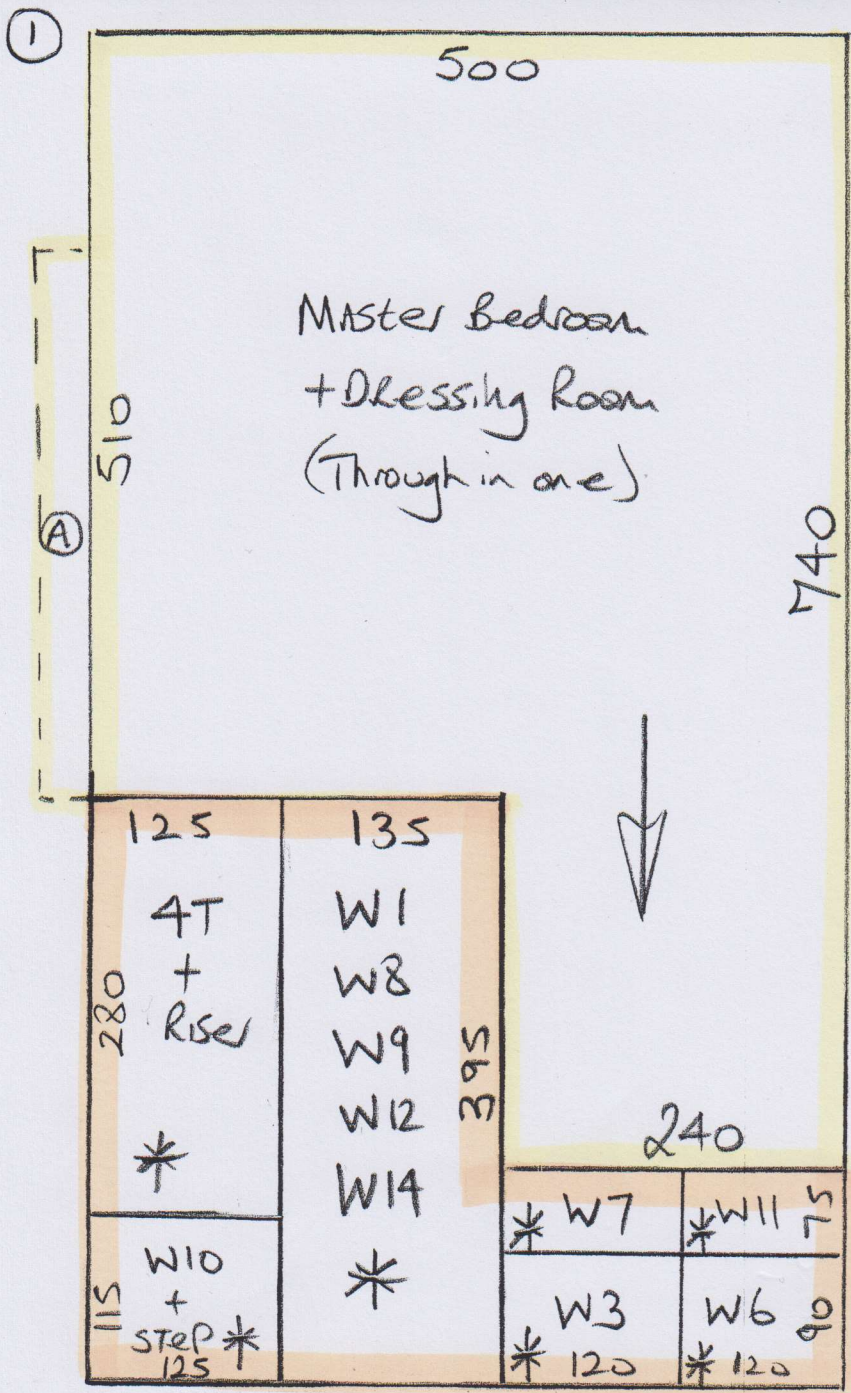 1
500
Master Bedroom
+ Dressing Room
(Through in one)
510
A
740
125
4T
+
Riser
280
*
135
W1
W8
W9
W12
W14
*
395
240
W10
+
Step *
125
115
* W7
* W11
75
W3
* 120
W6
* 120
90